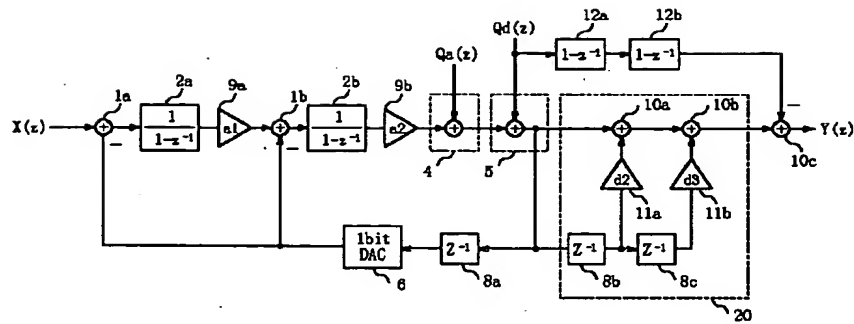 12a
12b
Qd(z)
Qa(z)
1-z⁻¹
1-z⁻¹
2a
9a
2b
9b
1a
1b
10a
10b
X(z)
1
1-z⁻¹
a1
1
1-z⁻¹
a2
Y(z)
10c
4
5
d2
d3
11a
11b
1bit
DAC
Z⁻¹
Z⁻¹
Z⁻¹
6
8a
8b
8c
20